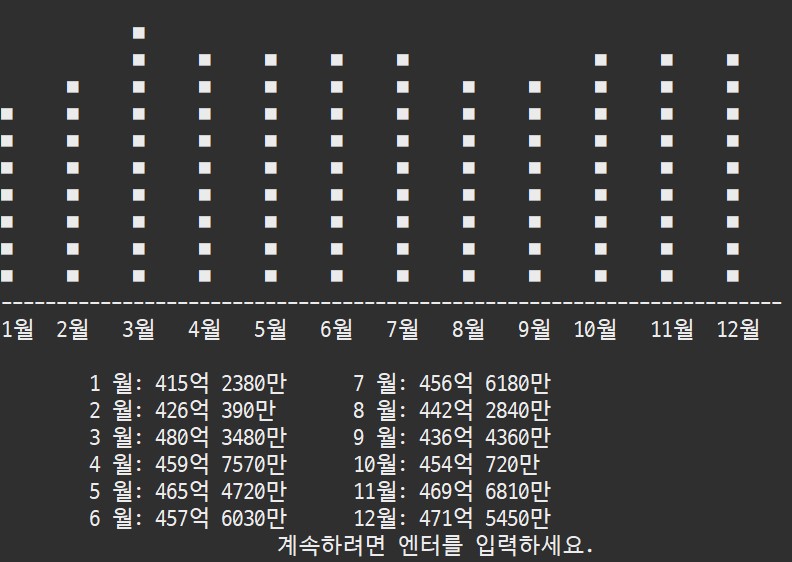 1월 2월 3월 4월 5월 6월 7월 8월 9월 10월 11월 12월
1 월: 415억 2380만 7 월: 456억 6180만
2 월: 426억 390만 8 월: 442억 2840만
3 월: 480억 3480만 9 월: 436억 4360만
4 월: 459억 7570만 10월: 454억 720만
5 월: 465억 4720만 11월: 469억 6810만
6 월: 457억 6030만 12월: 471억 5450만
계속하려면 엔터를 입력하세요.